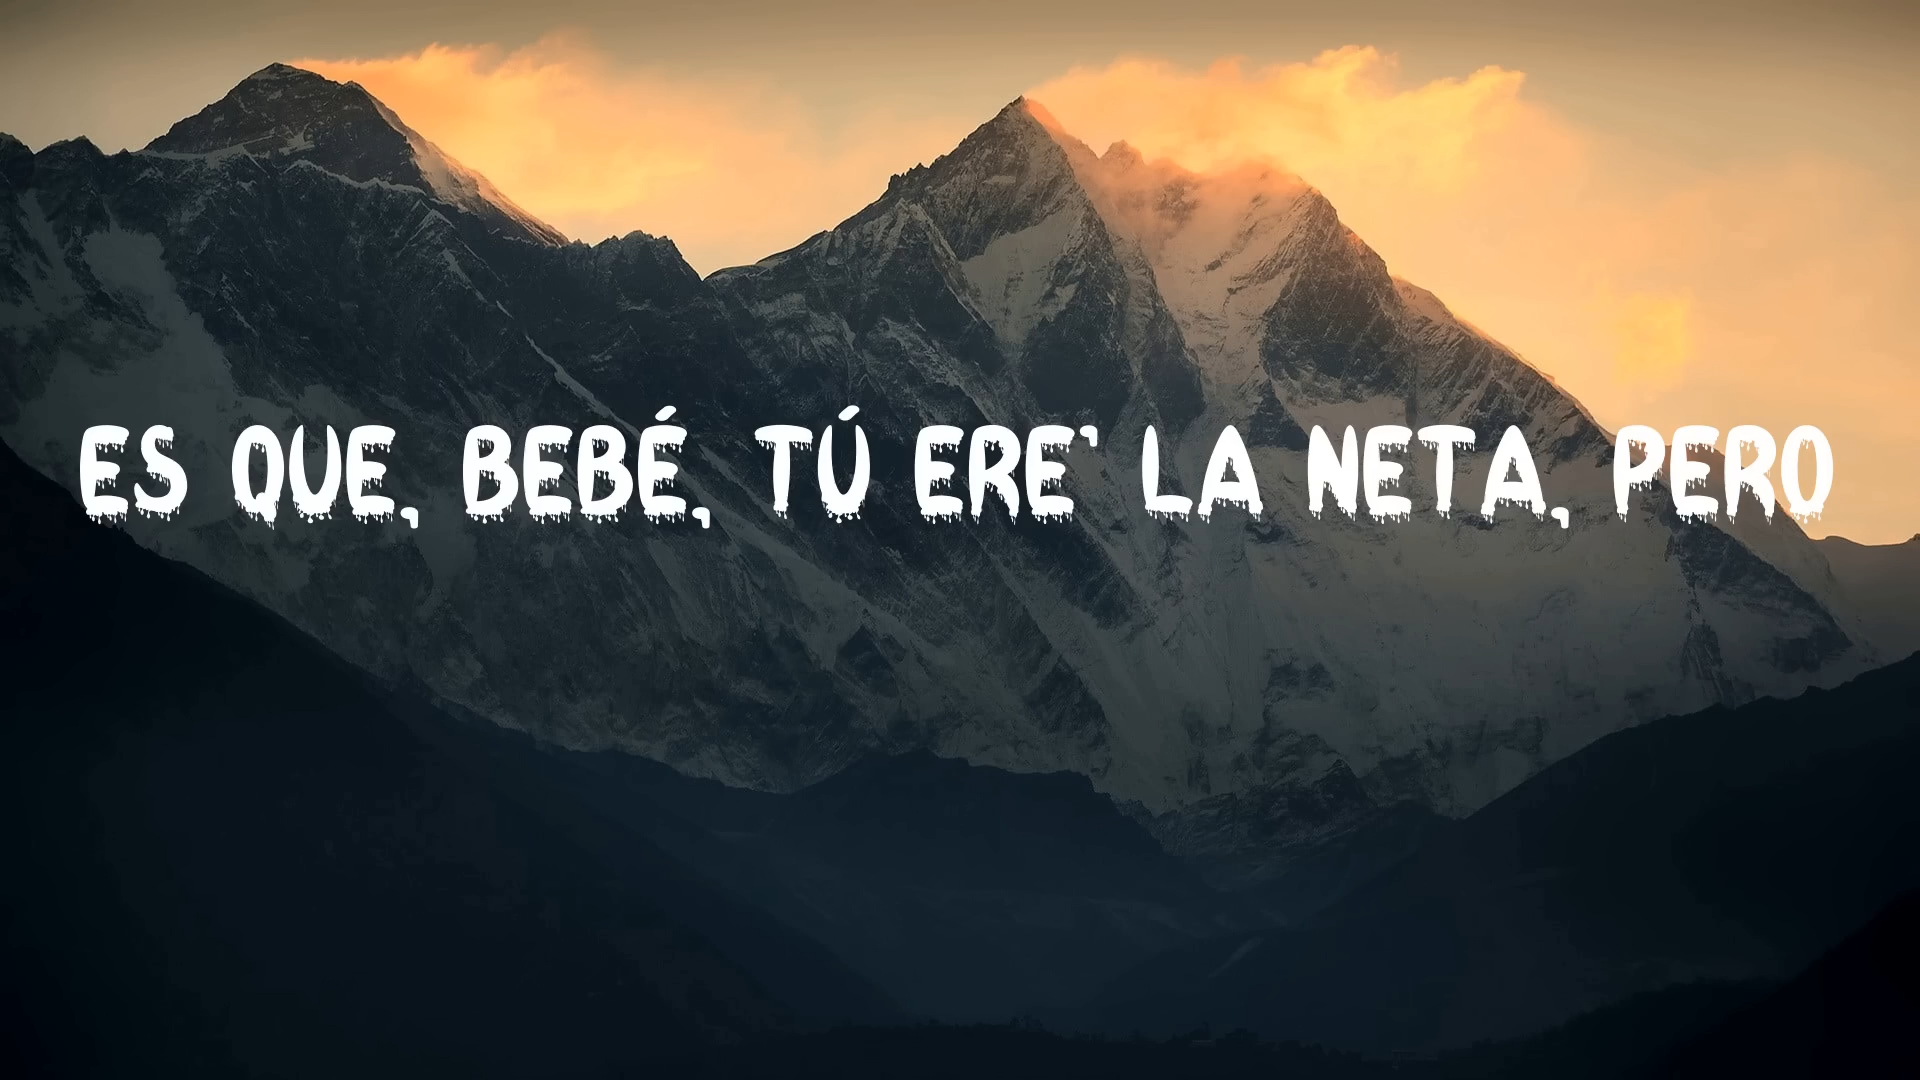 ES QUE, BEBÉ, TÚ ERE' LA NETA, PERO